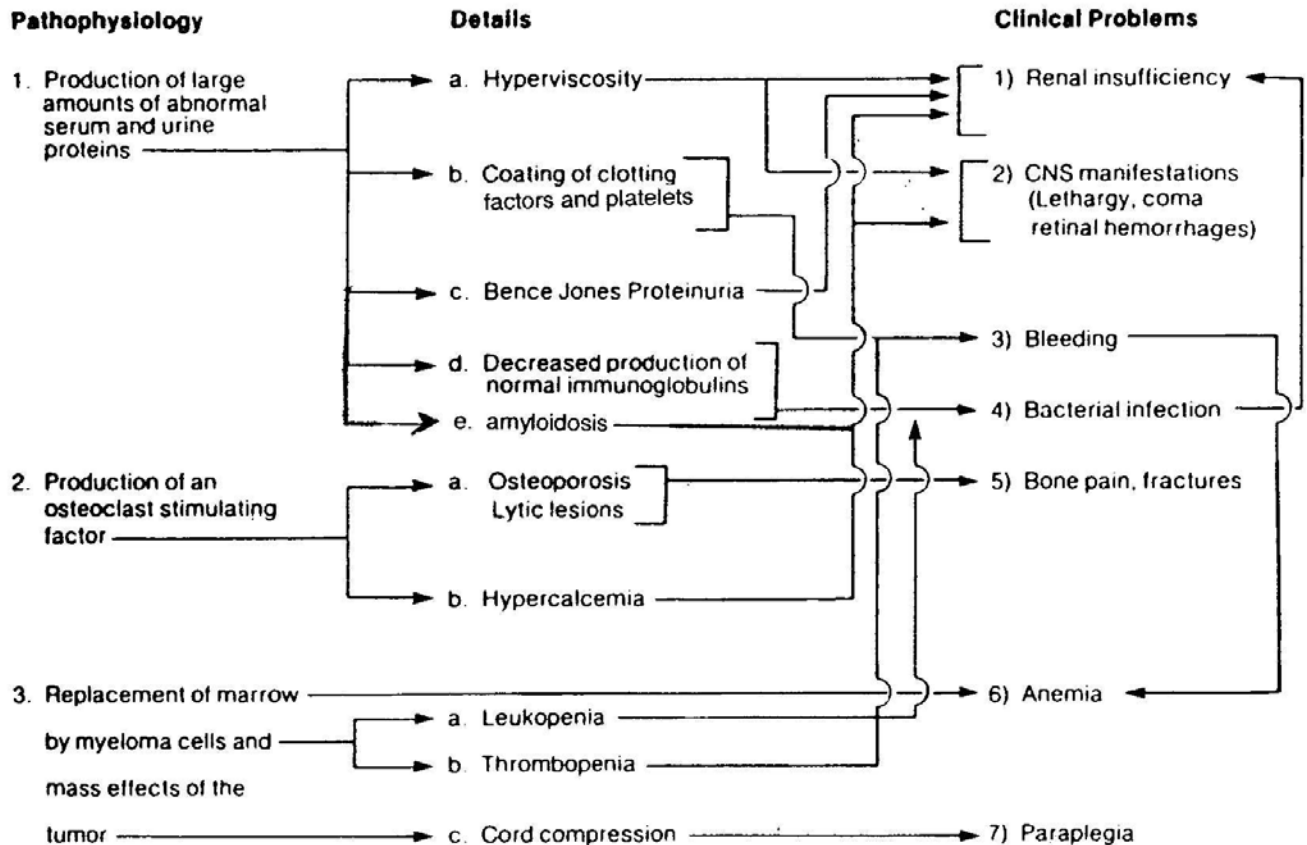 Pathophysiology
Details
Clinical Problems
1. Production of large
amounts of abnormal
serum and urine
proteins
a. Hyperviscosity
1) Renal insufficiency
b. Coating of clotting
factors and platelets
2) CNS manifestations
(Lethargy, coma
retinal hemorrhages)
c. Bence Jones Proteinuria
3) Bleeding
d. Decreased production of
normal immunoglobulins
4) Bacterial infection
e. amyloidosis
2. Production of an
osteoclast stimulating
factor
a. Osteoporosis
Lytic lesions
5) Bone pain, fractures
b. Hypercalcemia
3. Replacement of marrow
by myeloma cells and
mass effects of the
tumor
6) Anemia
a. Leukopenia
b. Thrombopenia
c. Cord compression
7) Paraplegia